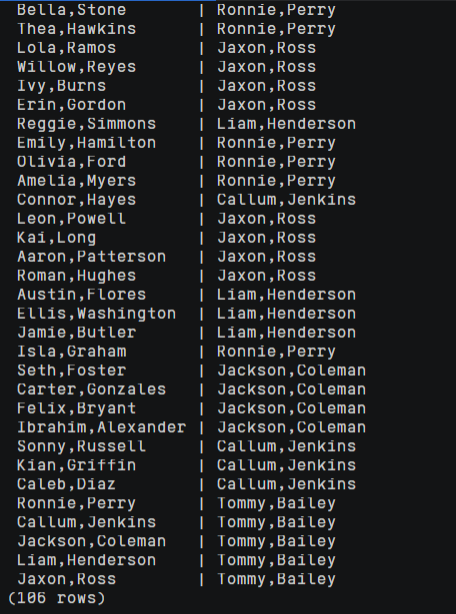 Bella,Stone | Ronnie,Perry
Thea,Hawkins | Ronnie,Perry
Lola,Ramos | Jaxon,Ross
Willow,Reyes | Jaxon,Ross
Ivy,Burns | Jaxon,Ross
Erin,Gordon | Jaxon,Ross
Reggie,Simmons | Liam,Henderson
Emily,Hamilton | Ronnie,Perry
Olivia,Ford | Ronnie,Perry
Amelia,Myers | Ronnie,Perry
Connor,Hayes | Callum,Jenkins
Leon,Powell | Jaxon,Ross
Kai,Long | Jaxon,Ross
Aaron,Patterson | Jaxon,Ross
Roman,Hughes | Jaxon,Ross
Austin,Flores | Liam,Henderson
Ellis,Washington | Liam,Henderson
Jamie,Butler | Liam,Henderson
Isla,Graham | Ronnie,Perry
Seth,Foster | Jackson,Coleman
Carter,Gonzales | Jackson,Coleman
Felix,Bryant | Jackson,Coleman
Ibrahim,Alexander | Jackson,Coleman
Sonny,Russell | Callum,Jenkins
Kian,Griffin | Callum,Jenkins
Caleb,Diaz | Callum,Jenkins
Ronnie,Perry | Tommy,Bailey
Callum,Jenkins | Tommy,Bailey
Jackson,Coleman | Tommy,Bailey
Liam,Henderson | Tommy,Bailey
Jaxon,Ross | Tommy,Bailey
(106 rows)